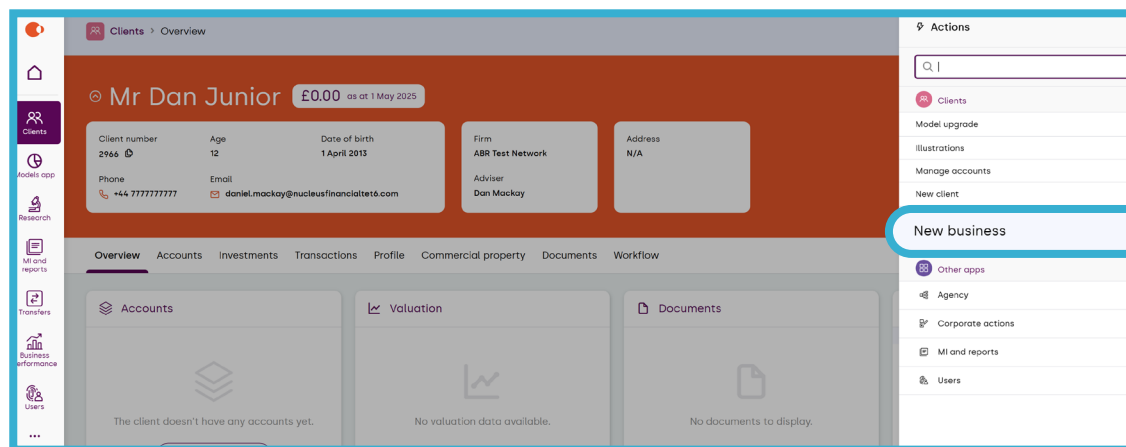 Clients > Overview
Mr Dan Junior £0.00 as at 1 May 2025
Client number Age Date of birth
2966 12 1 April 2013
Phone Email
+44 7777777777 daniel.mackay@nucleusfinancialtet6.com
Firm
ABR Test Network
Adviser
Dan Mackay
Address
N/A
Overview Accounts Investments Transactions Profile Commercial property Documents Workflow
Accounts
The client doesn't have any accounts yet.
Valuation
No valuation data available.
Documents
No documents to display.
Clients
Models app
Research
MI and
reports
Transfers
Business
erformance
Users
Actions
Clients
Model upgrade
Illustrations
Manage accounts
New client
New business
Other apps
Agency
Corporate actions
MI and reports
Users